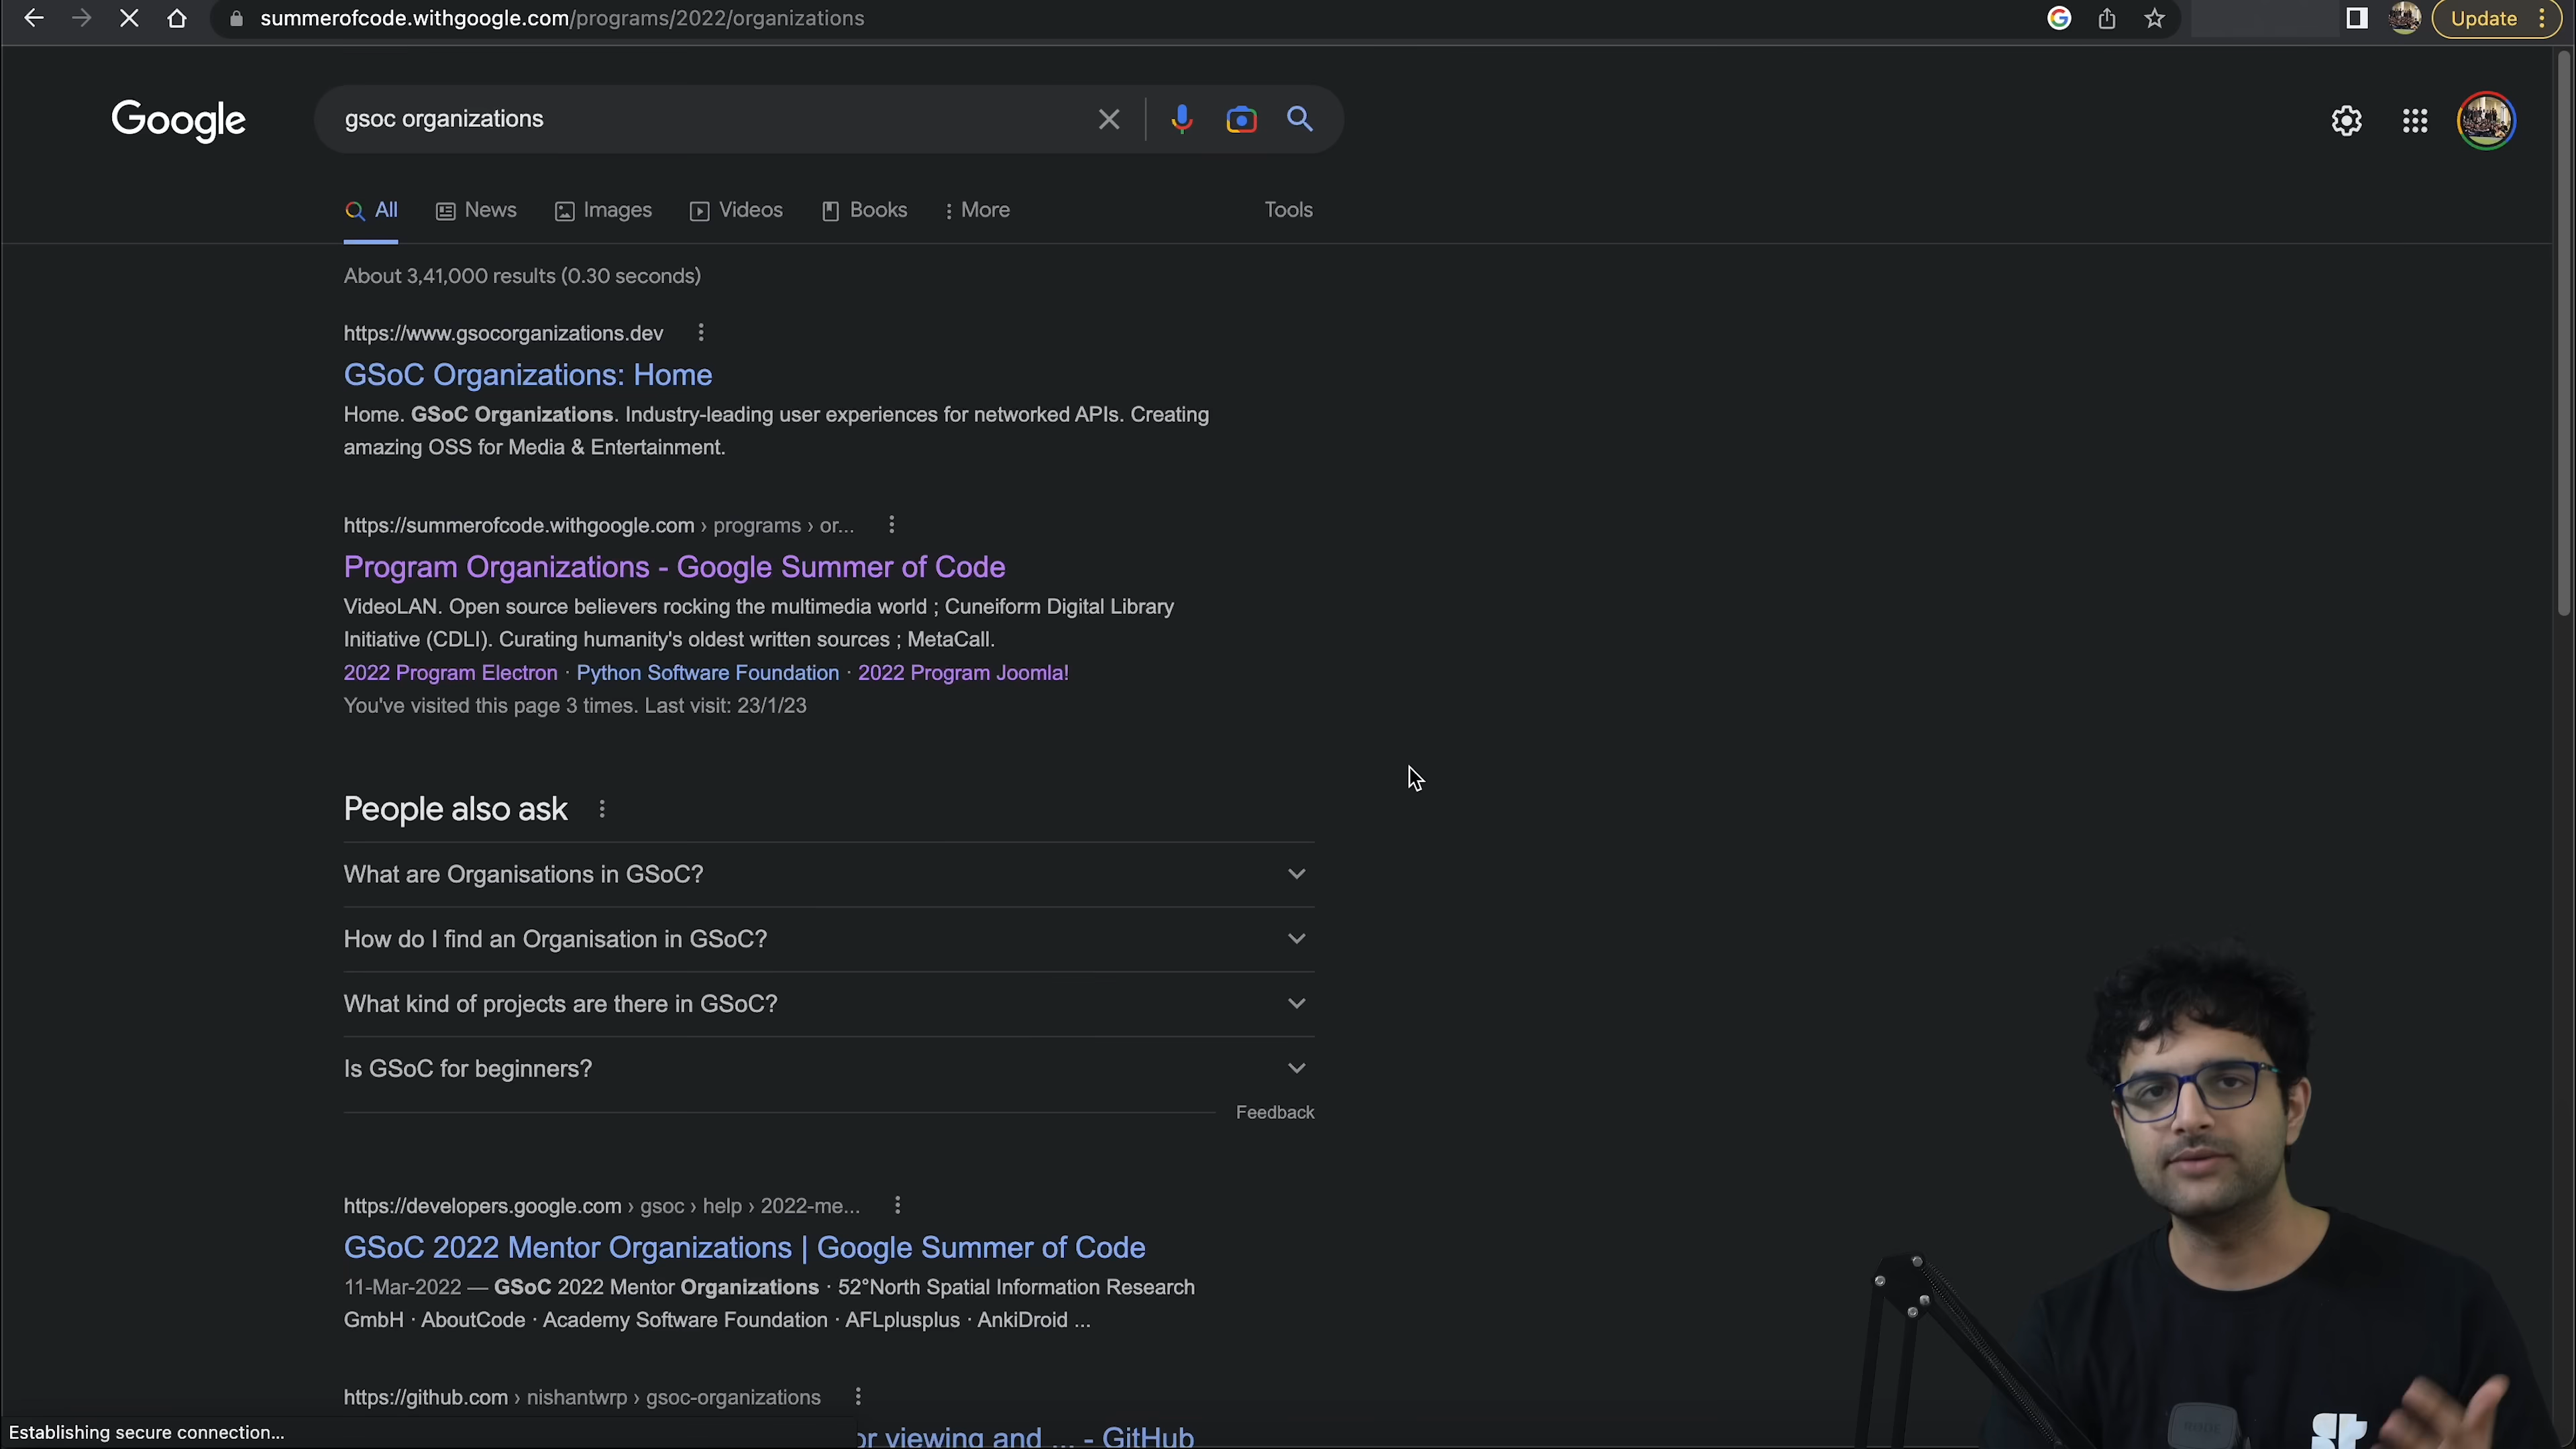 summerofcode.withgoogle.com/programs/2022/organizations
Update
Google
gsoc organizations
All
News
Images
Videos
Books
More
Tools
About 3,41,000 results (0.30 seconds)
https://www.gsocorganizations.dev
GSoC Organizations: Home
Home. GSoC Organizations. Industry-leading user experiences for networked APIs. Creating
amazing OSS for Media & Entertainment.
https://summerofcode.withgoogle.com › programs › or...
Program Organizations - Google Summer of Code
VideoLAN. Open source believers rocking the multimedia world ; Cuneiform Digital Library
Initiative (CDLI). Curating humanity's oldest written sources ; MetaCall.
2022 Program Electron · Python Software Foundation · 2022 Program Joomla!
You've visited this page 3 times. Last visit: 23/1/23
People also ask
What are Organisations in GSoC?
How do I find an Organisation in GSoC?
What kind of projects are there in GSoC?
Is GSoC for beginners?
Feedback
https://developers.google.com › gsoc › help › 2022-me...
GSoC 2022 Mentor Organizations | Google Summer of Code
11-Mar-2022 — GSoC 2022 Mentor Organizations · 52°North Spatial Information Research
GmbH · AboutCode · Academy Software Foundation · AFLplusplus · AnkiDroid ...
https://github.com › nishantwrp › gsoc-organizations
or viewing and ... - GitHub
Establishing secure connection...